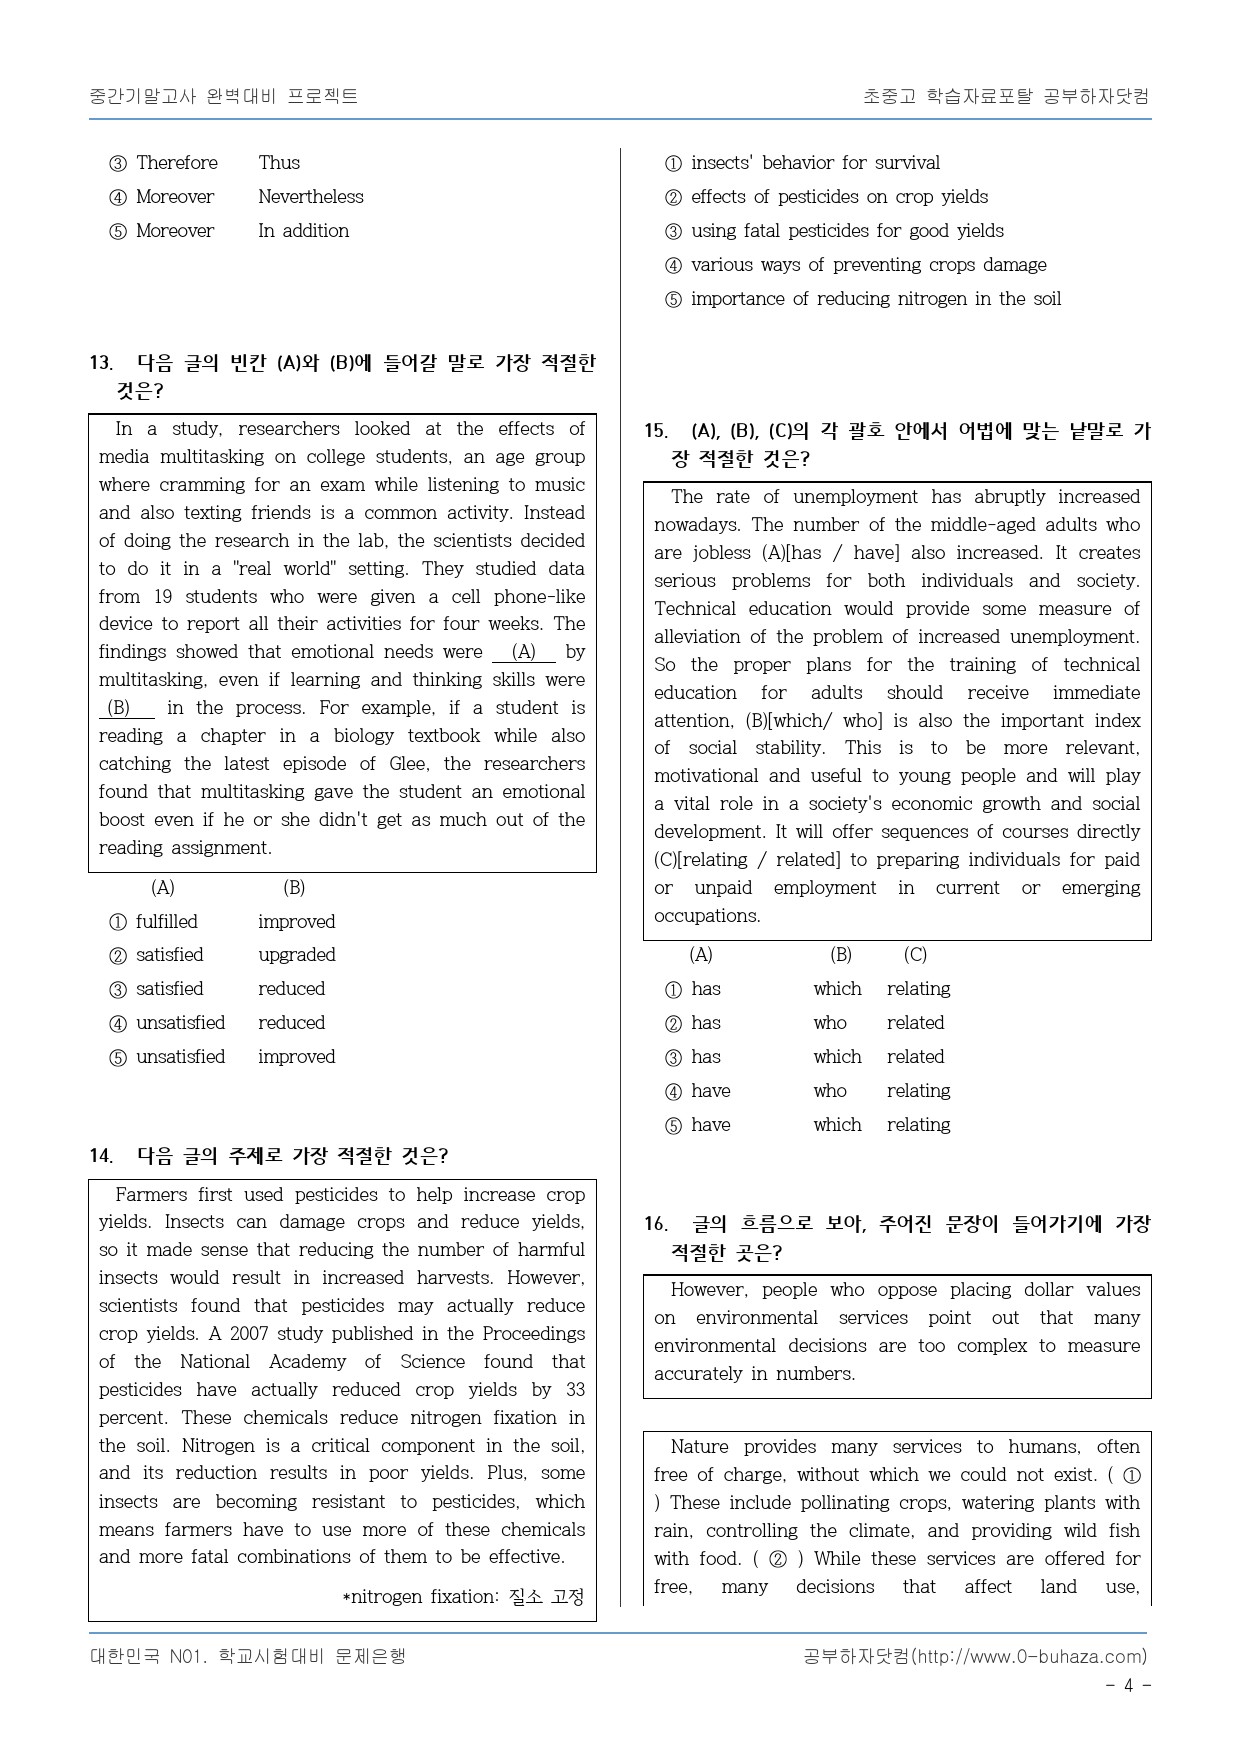 중간기말고사 완벽대비 프로젝트
초중고 학습자료포탈 공부하자닷컴
③ Therefore Thus
④ Moreover Nevertheless
⑤ Moreover In addition
13. 다음 글의 빈칸 (A)와 (B)에 들어갈 말로 가장 적절한
것은?
In a study, researchers looked at the effects of
media multitasking on college students, an age group
where cramming for an exam while listening to music
and also texting friends is a common activity. Instead
of doing the research in the lab, the scientists decided
to do it in a "real world" setting. They studied data
from 19 students who were given a cell phone-like
device to report all their activities for four weeks. The
findings showed that emotional needs were (A) by
multitasking, even if learning and thinking skills were
(B) in the process. For example, if a student is
reading a chapter in a biology textbook while also
catching the latest episode of Glee, the researchers
found that multitasking gave the student an emotional
boost even if he or she didn't get as much out of the
reading assignment.
(A) (B)
① fulfilled improved
② satisfied upgraded
③ satisfied reduced
④ unsatisfied reduced
⑤ unsatisfied improved
14. 다음 글의 주제로 가장 적절한 것은?
Farmers first used pesticides to help increase crop
yields. Insects can damage crops and reduce yields,
so it made sense that reducing the number of harmful
insects would result in increased harvests. However,
scientists found that pesticides may actually reduce
crop yields. A 2007 study published in the Proceedings
of the National Academy of Science found that
pesticides have actually reduced crop yields by 33
percent. These chemicals reduce nitrogen fixation in
the soil. Nitrogen is a critical component in the soil,
and its reduction results in poor yields. Plus, some
insects are becoming resistant to pesticides, which
means farmers have to use more of these chemicals
and more fatal combinations of them to be effective.
*nitrogen fixation: 질소 고정
① insects' behavior for survival
② effects of pesticides on crop yields
③ using fatal pesticides for good yields
④ various ways of preventing crops damage
⑤ importance of reducing nitrogen in the soil
15. (A), (B), (C)의 각 괄호 안에서 어법에 맞는 낱말로 가
장 적절한 것은?
The rate of unemployment has abruptly increased
nowadays. The number of the middle-aged adults who
are jobless (A)[has / have] also increased. It creates
serious problems for both individuals and society.
Technical education would provide some measure of
alleviation of the problem of increased unemployment.
So the proper plans for the training of technical
education for adults should receive immediate
attention, (B)[which/ who] is also the important index
of social stability. This is to be more relevant,
motivational and useful to young people and will play
a vital role in a society's economic growth and social
development. It will offer sequences of courses directly
(C)[relating / related] to preparing individuals for paid
or unpaid employment in current or emerging
occupations.
(A) (B) (C)
① has which relating
② has who related
③ has which related
④ have who relating
⑤ have which relating
16. 글의 흐름으로 보아, 주어진 문장이 들어가기에 가장
적절한 곳은?
However, people who oppose placing dollar values
on environmental services point out that many
environmental decisions are too complex to measure
accurately in numbers.
Nature provides many services to humans, often
free of charge, without which we could not exist. ( ①
) These include pollinating crops, watering plants with
rain, controlling the climate, and providing wild fish
with food. ( ② ) While these services are offered for
free, many decisions that affect land use,
대한민국 N01. 학교시험대비 문제은행
공부하자닷컴(http://www.0-buhaza.com)
- 4 -